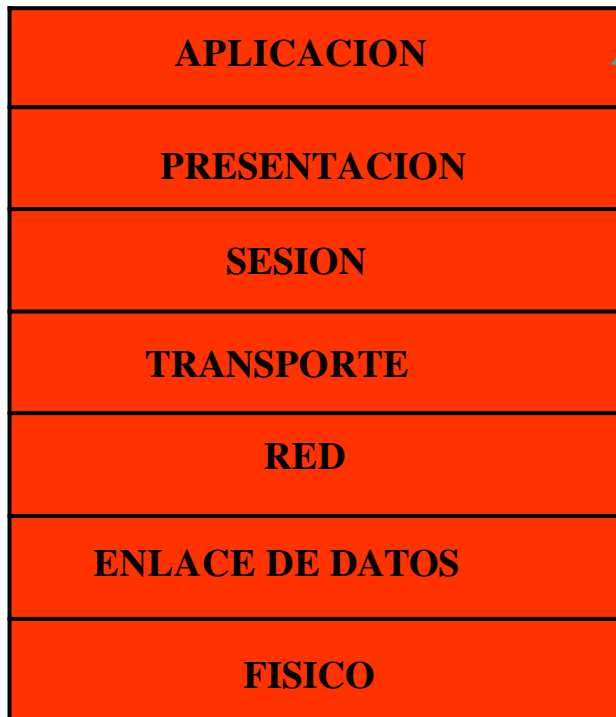 APLICACION
PRESENTACION
SESION
TRANSPORTE
RED
ENLACE DE DATOS
FISICO